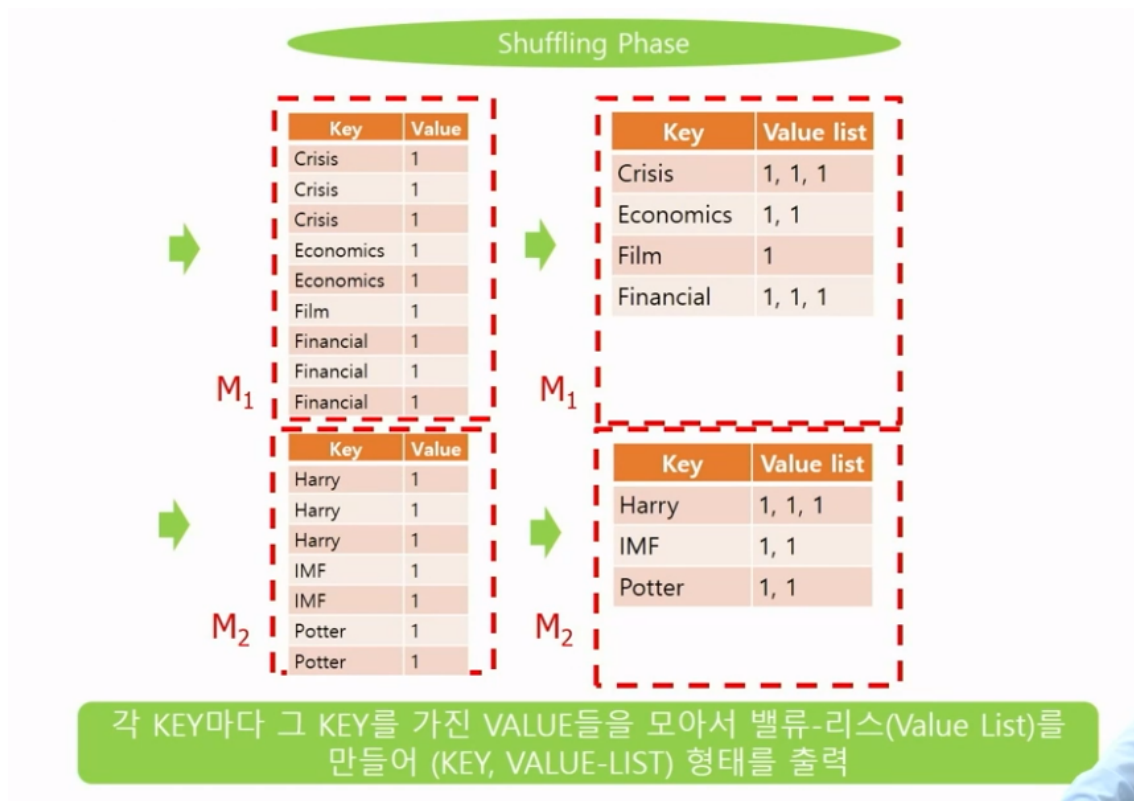 Shuffling Phase
Key Value
Crisis 1
Crisis 1
Crisis 1
Economics 1
Economics 1
Film 1
Financial 1
Financial 1
Financial 1
M1
Key Value list
Crisis 1, 1, 1
Economics 1, 1
Film 1
Financial 1, 1, 1
M1
Key Value
Harry 1
Harry 1
Harry 1
IMF 1
IMF 1
Potter 1
Potter 1
M2
Key Value list
Harry 1, 1, 1
IMF 1, 1
Potter 1, 1
M2
각 KEY마다 그 KEY를 가진 VALUE들을 모아서 밸류-리스(Value List)를
만들어 (KEY, VALUE-LIST) 형태를 출력